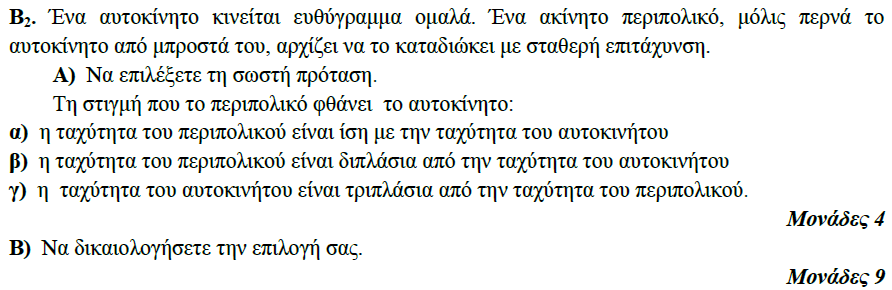 Β₂. Ένα αυτοκίνητο κινείται ευθύγραμμα ομαλά. Ένα ακίνητο περιπολικό, μόλις περνά το
αυτοκίνητο από μπροστά του, αρχίζει να το καταδιώκει με σταθερή επιτάχυνση.
Α) Να επιλέξετε τη σωστή πρόταση.
Τη στιγμή που το περιπολικό φθάνει το αυτοκίνητο:
α) η ταχύτητα του περιπολικού είναι ίση με την ταχύτητα του αυτοκινήτου
β) η ταχύτητα του περιπολικού είναι διπλάσια από την ταχύτητα του αυτοκινήτου
γ) η ταχύτητα του αυτοκινήτου είναι τριπλάσια από την ταχύτητα του περιπολικού.
Μονάδες 4
Β) Να δικαιολογήσετε την επιλογή σας.
Μονάδες 9